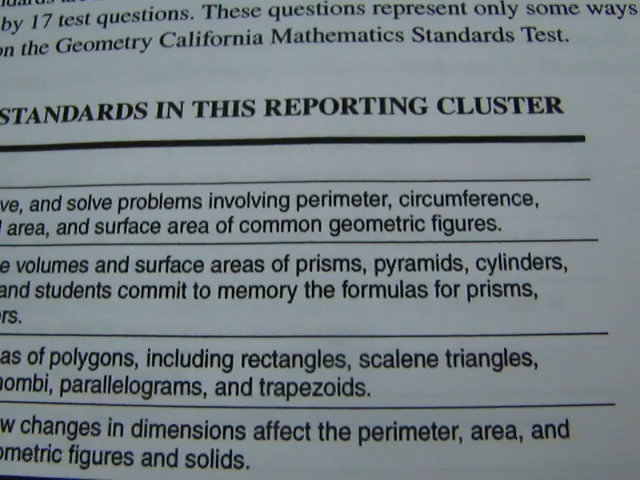 by 17 test questions. These questions represent only some ways
on the Geometry California Mathematics Standards Test.
STANDARDS IN THIS REPORTING CLUSTER
ve, and solve problems involving perimeter, circumference,
area, and surface area of common geometric figures.
e volumes and surface areas of prisms, pyramids, cylinders,
and students commit to memory the formulas for prisms,
rs.
as of polygons, including rectangles, scalene triangles,
ombi, parallelograms, and trapezoids.
w changes in dimensions affect the perimeter, area, and
ometric figures and solids.